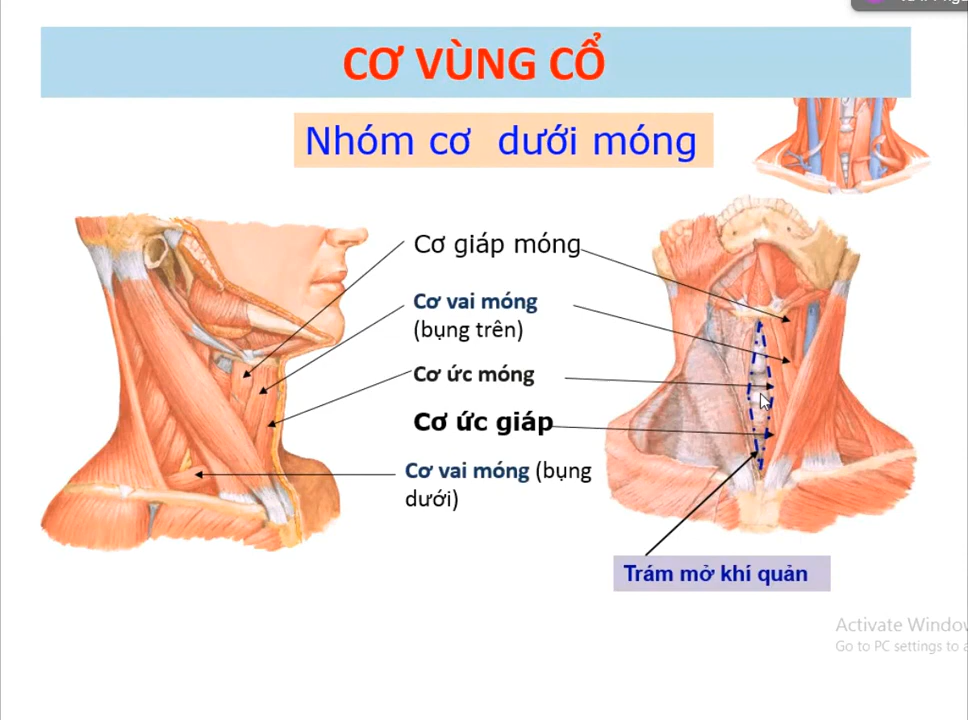 CƠ VÙNG CỔ
Nhóm cơ dưới móng
Cơ giáp móng
Cơ vai móng
(bụng trên)
Cơ ức móng
Cơ ức giáp
Cơ vai móng (bụng
dưới)
Trám mở khí quản
Activate Window
Go to PC settings to a